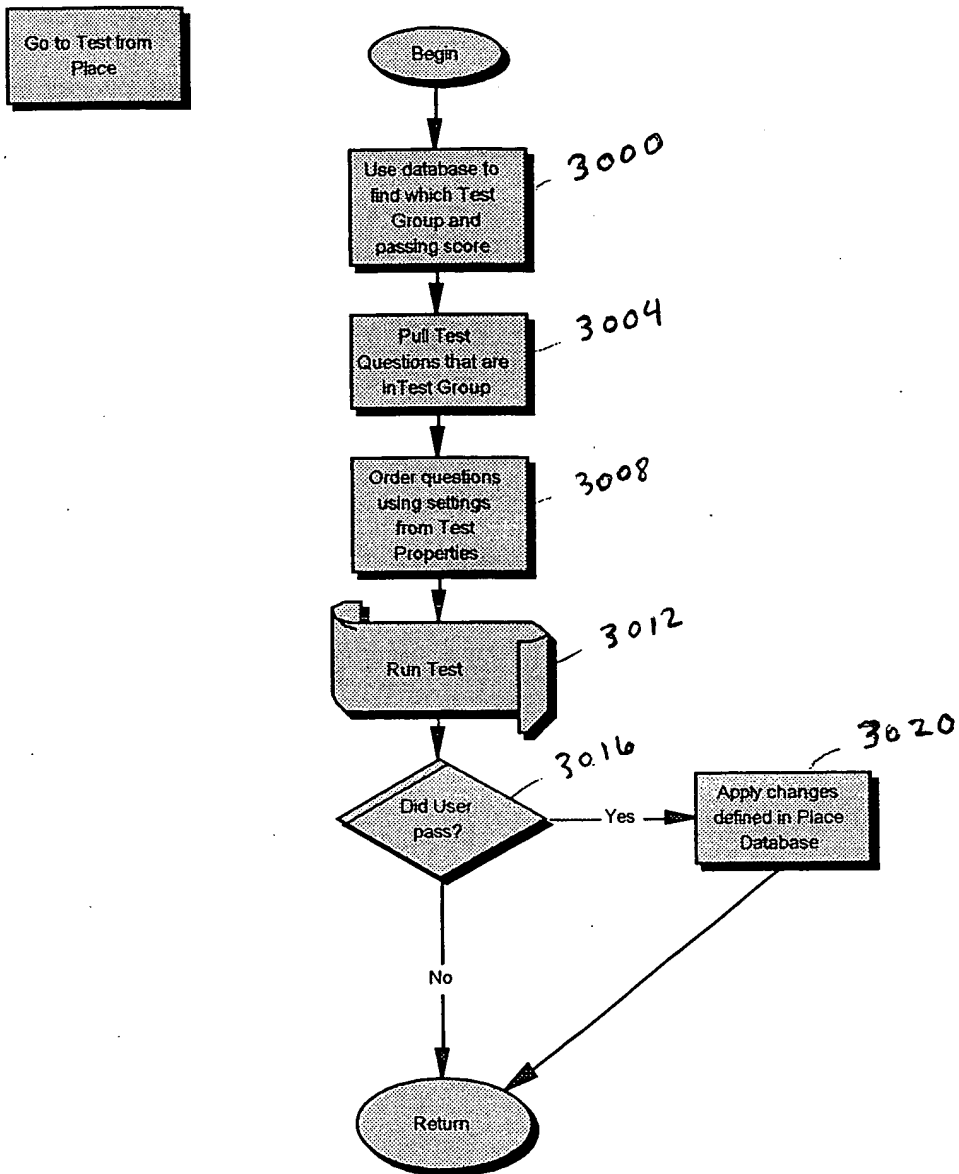 Go to Test from
Place
Begin
Use database to
find which Test
Group and
passing score
3000
Pull Test
Questions that are
inTest Group
3004
Order questions
using settings
from Test
Properties
3008
Run Test
3012
Did User
pass?
3016
Yes
Apply changes
defined in Place
Database
3020
No
Return